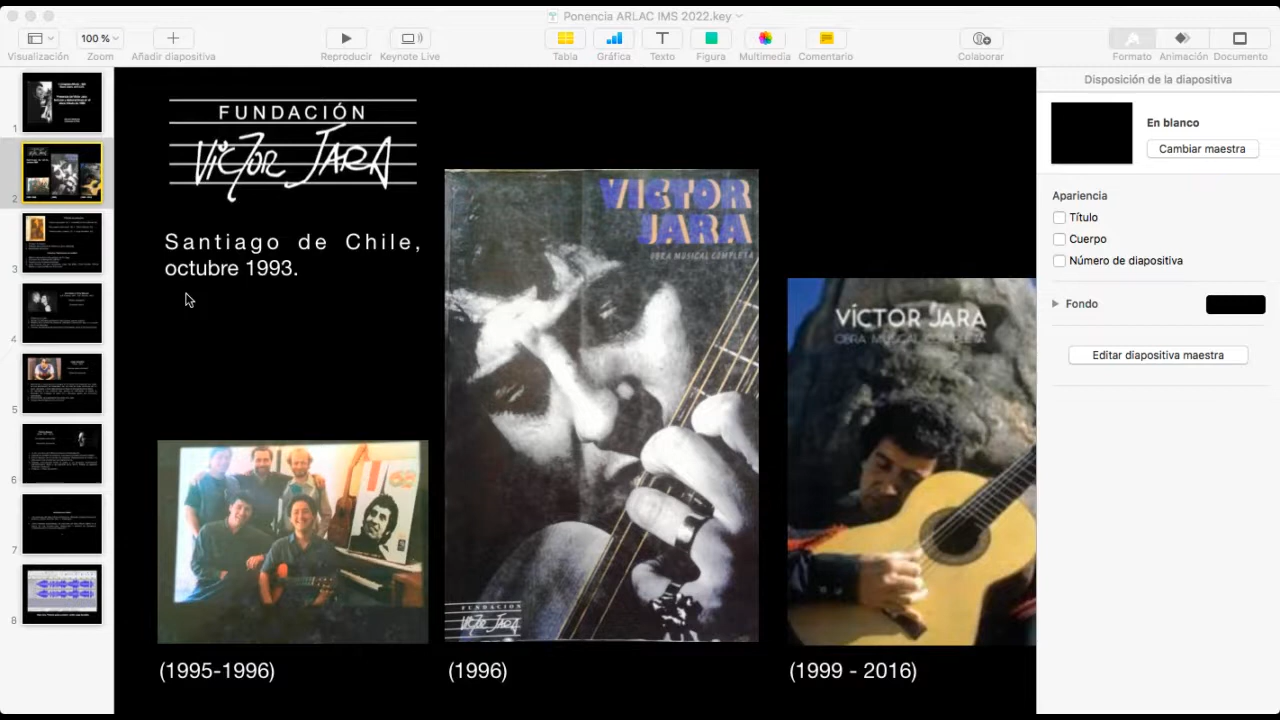 Ponencia ARLAC IMS 2022.key
100 %
Visualización
Zoom
Añadir diapositiva
Reproducir
Keynote Live
Tabla
Gráfica
Texto
Figura
Multimedia
Comentario
Colaborar
Formato
Animación
Documento
1
2
3
4
5
6
7
8
FUNDACIÓN
VÍCTOR JARA
Santiago de Chile,
octubre 1993.
(1995-1996)
VICTOR
JARA
OBRA MUSICAL COMPLETA
FUNDACIÓN
VÍCTOR JARA
(1996)
VÍCTOR JARA
OBRA MUSICAL COMPLETA
(1999 - 2016)
Disposición de la diapositiva
En blanco
Cambiar maestra
Apariencia
Título
Cuerpo
Número de diapositiva
Fondo
Editar diapositiva maestra